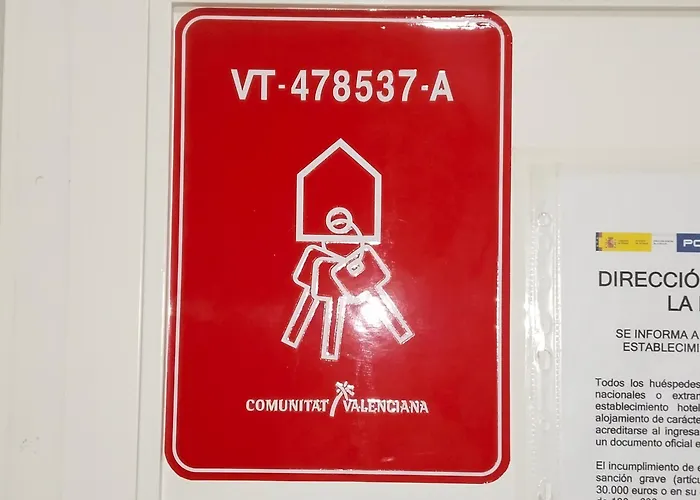 VT-478537-A
COMUNITAT VALENCIANA
DIRECCIÓ
LA
SE INFORMA A
ESTABLECIMI
Todos los huéspedes
nacionales o extran
establecimiento hotel
alojamiento de carácte
acreditarse al ingresa
un documento oficial e
El incumplimiento de e
sanción grave (artíc
30.000 euros o en su